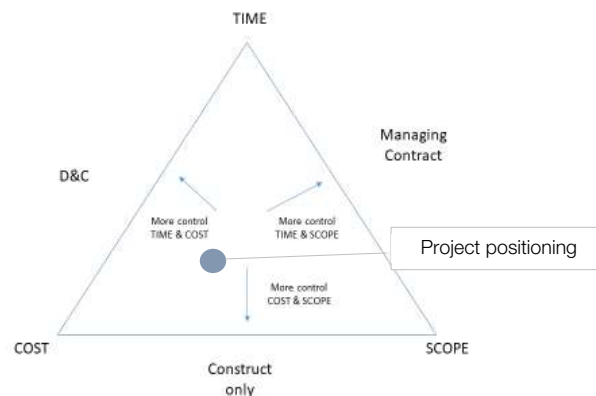 TIME
Managing
Contract
D&C
More control
TIME & COST
More control
TIME & SCOPE
Project positioning
More control
COST & SCOPE
COST
SCOPE
Construct
only